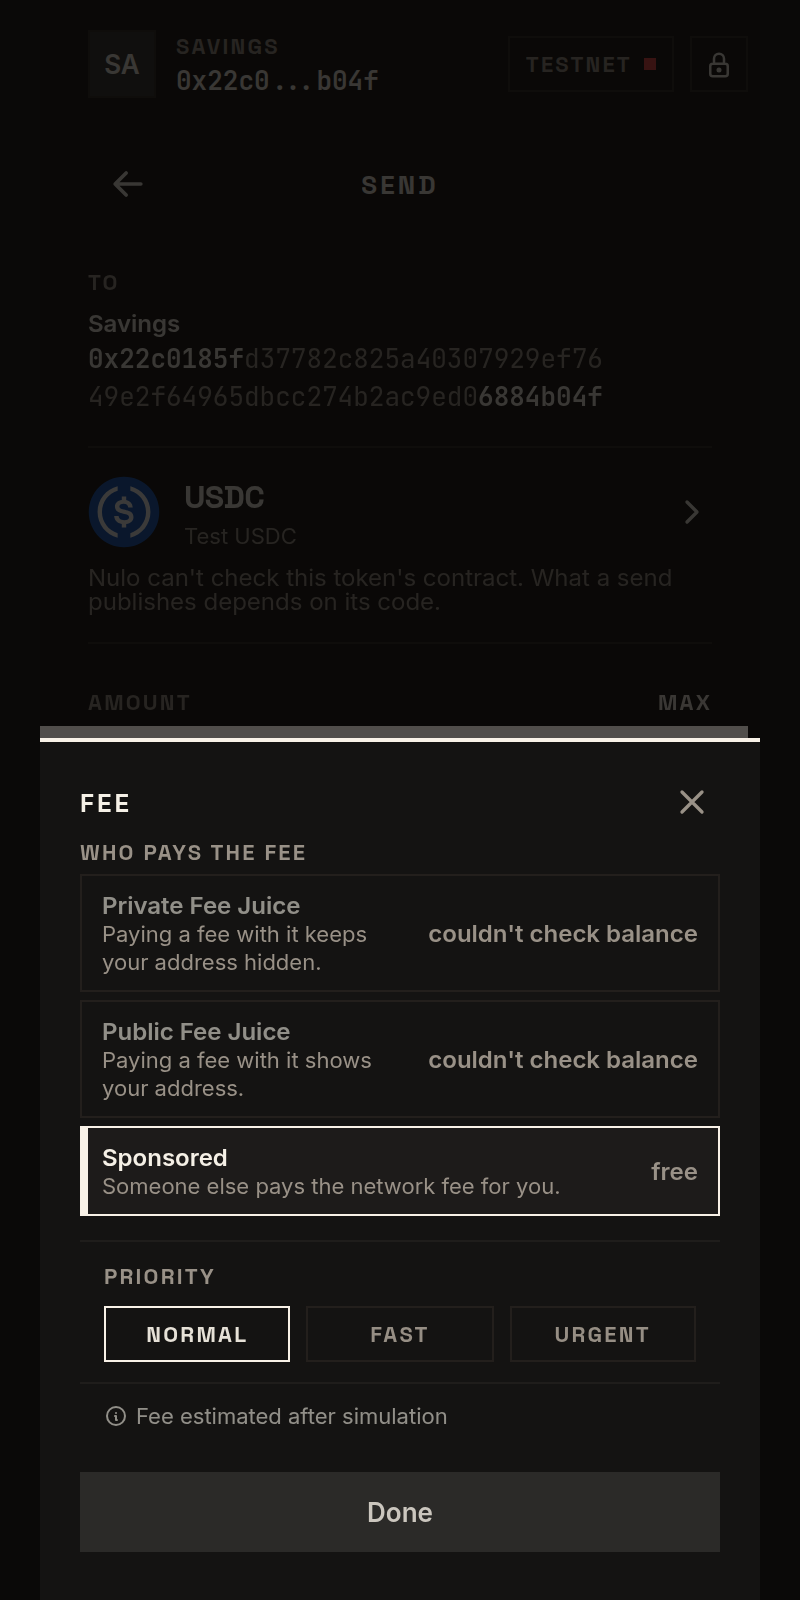 SA
SAVINGS
0x22c0...b04f
TESTNET
SEND
TO
Savings
0x22c0185fd37782c825a40307929ef76
49e2f64965dbcc274b2ac9ed06884b04f
USDC
Test USDC
Nulo can't check this token's contract. What a send
publishes depends on its code.
AMOUNT
MAX
FEE
WHO PAYS THE FEE
Private Fee Juice
Paying a fee with it keeps
your address hidden.
couldn't check balance
Public Fee Juice
Paying a fee with it shows
your address.
couldn't check balance
Sponsored
Someone else pays the network fee for you.
free
PRIORITY
NORMAL
FAST
URGENT
Fee estimated after simulation
Done